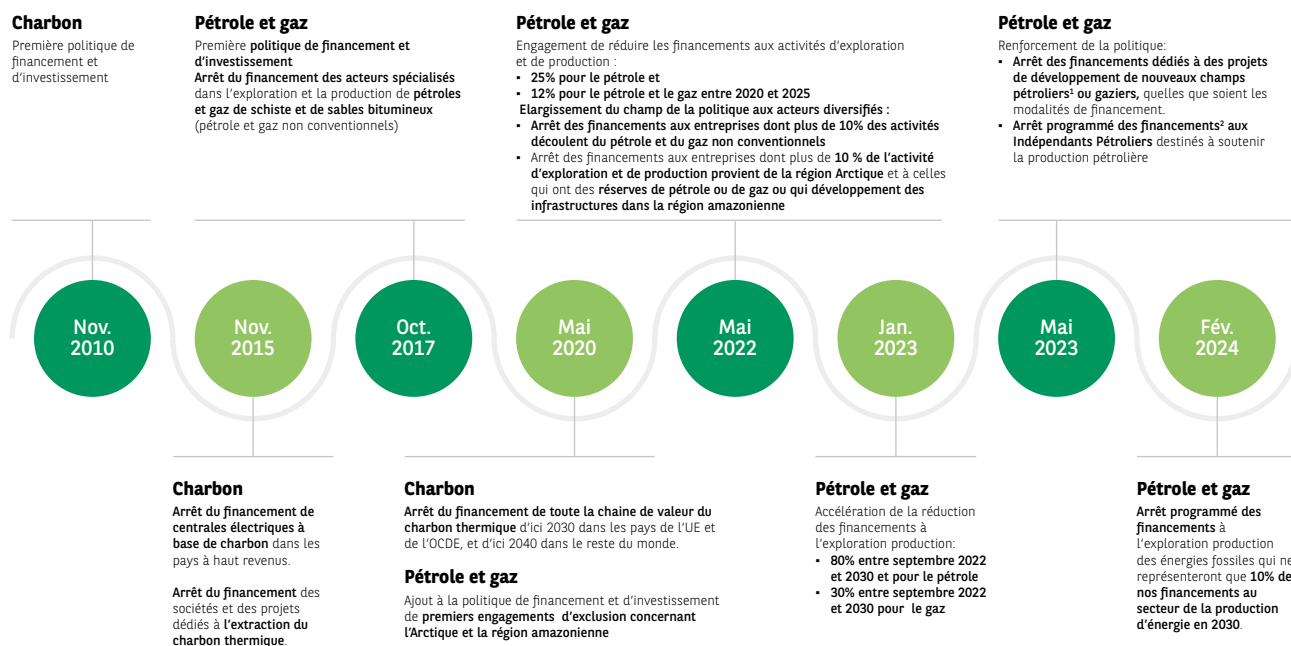 Charbon
Première politique de
financement et
d'investissement
Pétrole et gaz
Première politique de financement et
d'investissement
Arrêt du financement des acteurs spécialisés
dans l'exploration et la production de pétroles
et gaz de schiste et de sables bitumineux
(pétrole et gaz non conventionnels)
Pétrole et gaz
Engagement de réduire les financements aux activités d'exploration
et de production :
▪ 25% pour le pétrole et
▪ 12% pour le pétrole et le gaz entre 2020 et 2025
Elargissement du champ de la politique aux acteurs diversifiés :
▪ Arrêt des financements aux entreprises dont plus de 10% des activités
découlent du pétrole et du gaz non conventionnels
▪ Arrêt des financements aux entreprises dont plus de 10 % de l'activité
d'exploration et de production provient de la région Arctique et à celles
qui ont des réserves de pétrole ou de gaz ou qui développement des
infrastructures dans la région amazonienne
Pétrole et gaz
Renforcement de la politique:
▪ Arrêt des financements dédiés à des projets
de développement de nouveaux champs
pétroliers¹ ou gaziers, quelles que soient les
modalités de financement.
▪ Arrêt programmé des financements² aux
Indépendants Pétroliers destinés à soutenir
la production pétrolière
Nov.
2010
Nov.
2015
Oct.
2017
Mai
2020
Mai
2022
Jan.
2023
Mai
2023
Fév.
2024
Charbon
Arrêt du financement de
centrales électriques à
base de charbon dans les
pays à haut revenus.
Arrêt du financement des
sociétés et des projets
dédiés à l'extraction du
charbon thermique.
Charbon
Arrêt du financement de toute la chaine de valeur du
charbon thermique d'ici 2030 dans les pays de l'UE et
de l'OCDE, et d'ici 2040 dans le reste du monde.
Pétrole et gaz
Ajout à la politique de financement et d'investissement
de premiers engagements d'exclusion concernant
l'Arctique et la région amazonienne
Pétrole et gaz
Accélération de la réduction
des financements à
l'exploration production:
▪ 80% entre septembre 2022
et 2030 et pour le pétrole
▪ 30% entre septembre 2022
et 2030 pour le gaz
Pétrole et gaz
Arrêt programmé des
financements à
l'exploration production
des énergies fossiles qui ne
représenteront que 10% de
nos financements au
secteur de la production
d'énergie en 2030.